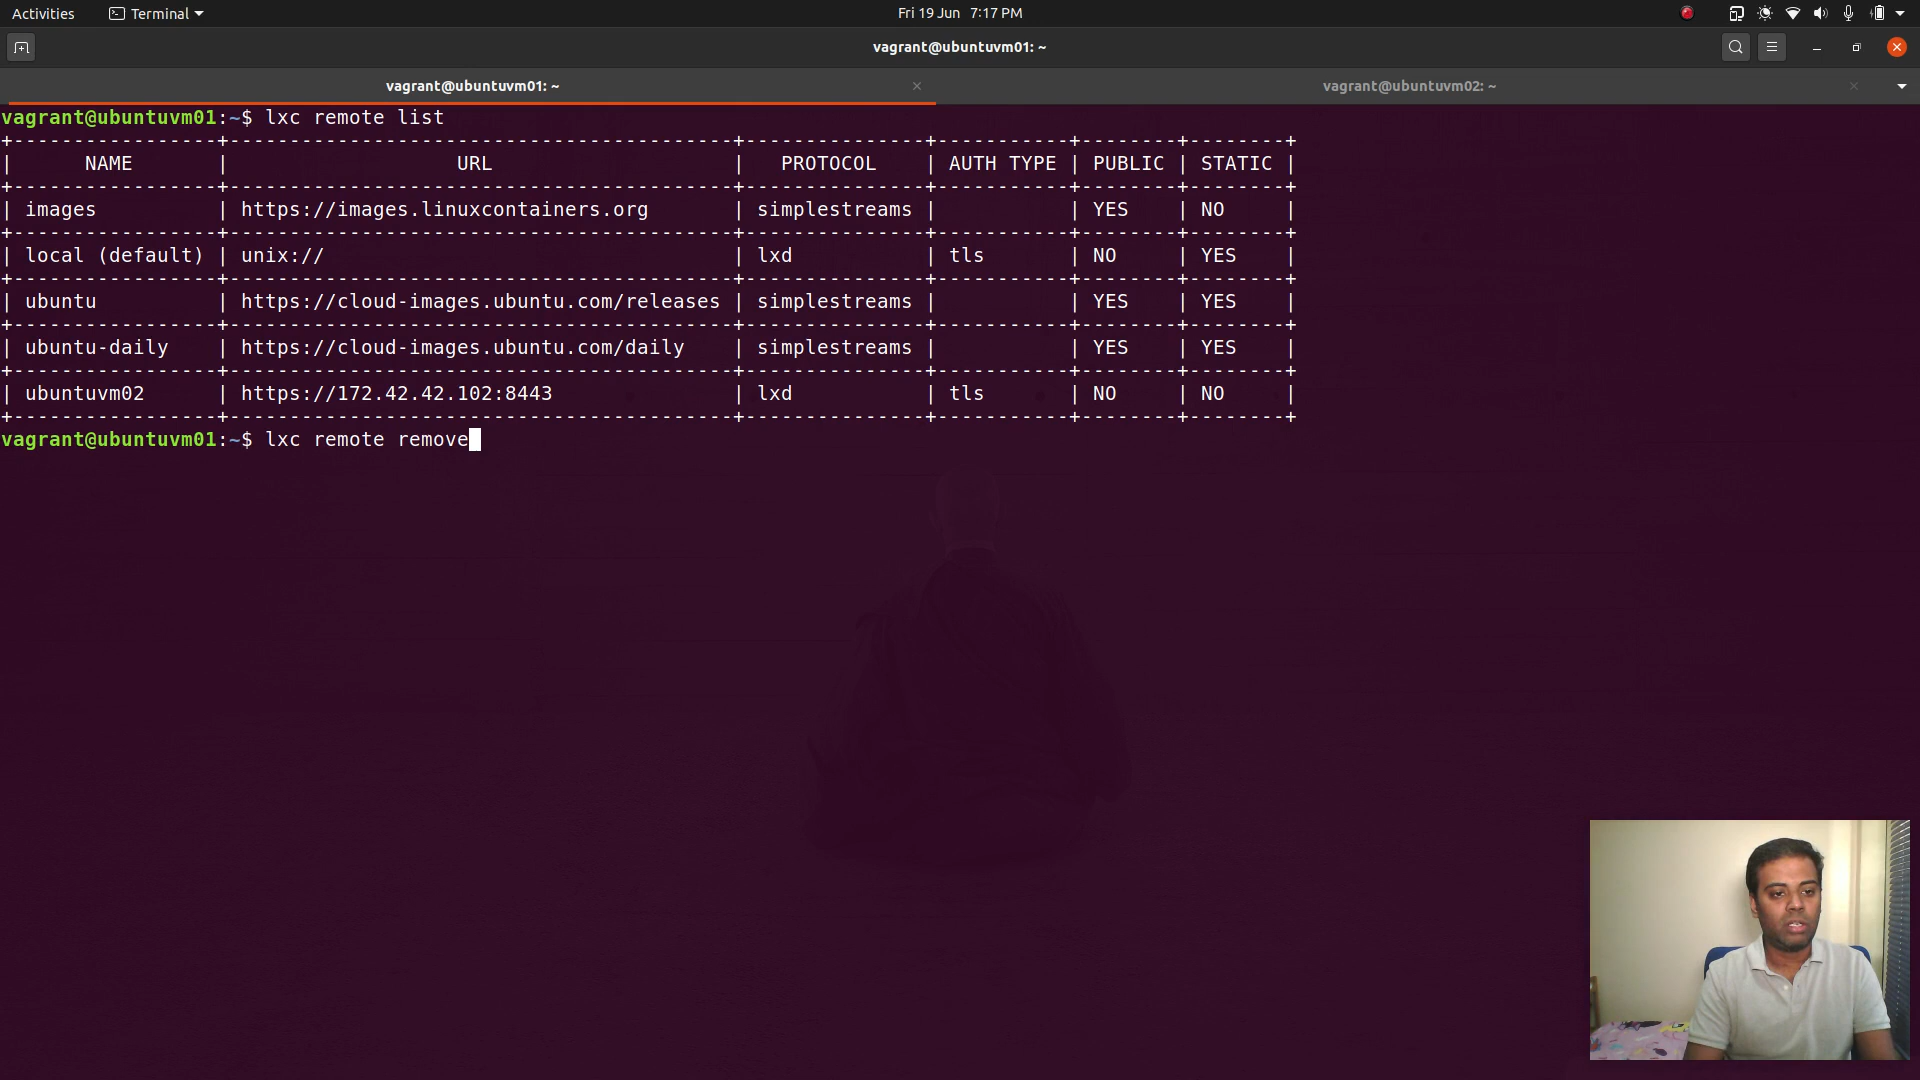 Activities Terminal Fri 19 Jun 7:17 PM
vagrant@ubuntuvm01: ~
vagrant@ubuntuvm01: ~ vagrant@ubuntuvm02: ~
vagrant@ubuntuvm01:~$ lxc remote list
+-----------------+------------------------------------------+---------------+-----------+--------+--------+
| NAME | URL | PROTOCOL | AUTH TYPE | PUBLIC | STATIC |
+-----------------+------------------------------------------+---------------+-----------+--------+--------+
| images | https://images.linuxcontainers.org | simplestreams | | YES | NO |
+-----------------+------------------------------------------+---------------+-----------+--------+--------+
| local (default) | unix:// | lxd | tls | NO | YES |
+-----------------+------------------------------------------+---------------+-----------+--------+--------+
| ubuntu | https://cloud-images.ubuntu.com/releases | simplestreams | | YES | YES |
+-----------------+------------------------------------------+---------------+-----------+--------+--------+
| ubuntu-daily | https://cloud-images.ubuntu.com/daily | simplestreams | | YES | YES |
+-----------------+------------------------------------------+---------------+-----------+--------+--------+
| ubuntuvm02 | https://172.42.42.102:8443 | lxd | tls | NO | NO |
+-----------------+------------------------------------------+---------------+-----------+--------+--------+
vagrant@ubuntuvm01:~$ lxc remote remove